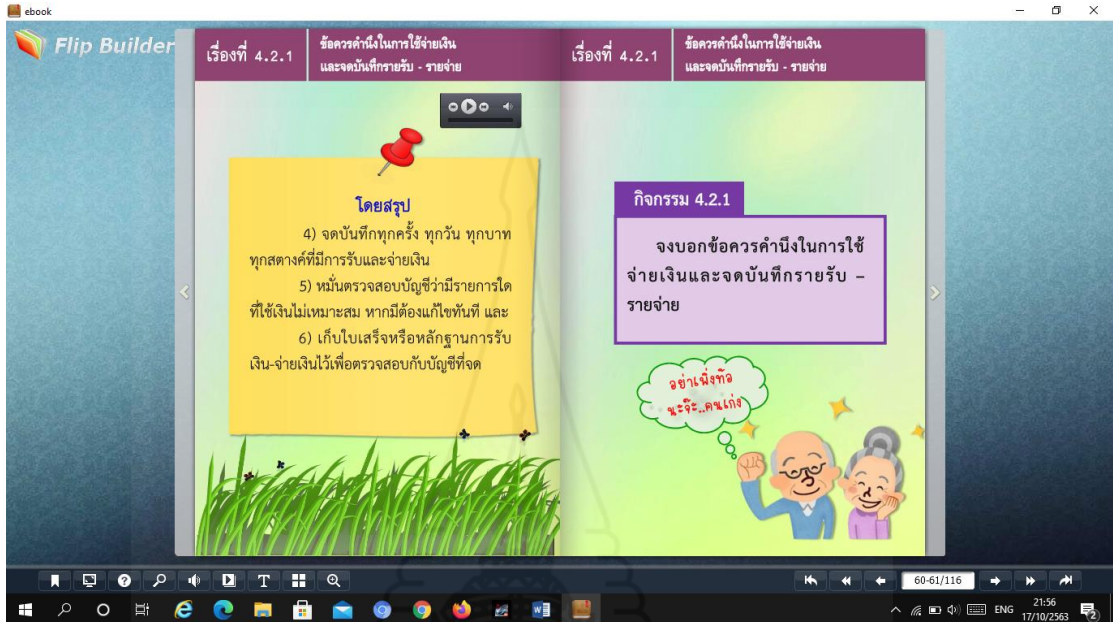 ebook
Flip Builder
เรื่องที่ 4.2.1
ข้อควรคำนึงในการใช้จ่ายเงิน
และจดบันทึกรายรับ - รายจ่าย
โดยสรุป
4) จดบันทึกทุกครั้ง ทุกวัน ทุกบาท
ทุกสตางค์ที่มีการรับและจ่ายเงิน
5) หมั่นตรวจสอบบัญชีว่ามีรายการใด
ที่ใช้เงินไม่เหมาะสม หากมีต้องแก้ไขทันที และ
6) เก็บใบเสร็จหรือหลักฐานการรับ
เงิน-จ่ายเงินไว้เพื่อตรวจสอบกับบัญชีที่จด
เรื่องที่ 4.2.1
ข้อควรคำนึงในการใช้จ่ายเงิน
และจดบันทึกรายรับ - รายจ่าย
กิจกรรม 4.2.1
จงบอกข้อควรคำนึงในการใช้
จ่ายเงินและจดบันทึกรายรับ –
รายจ่าย
อย่าเพิ่งท้อ
นะจ๊ะ..คนเก่ง
60-61/116
ENG
21:56
17/10/2563